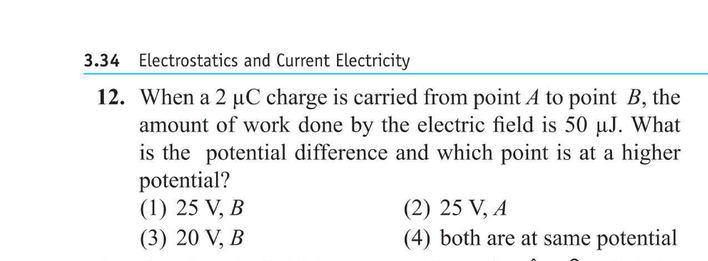 3.34 Electrostatics and Current Electricity
12. When a 2 μC charge is carried from point A to point B, the
amount of work done by the electric field is 50 μJ. What
is the potential difference and which point is at a higher
potential?
(1) 25 V, B (2) 25 V, A
(3) 20 V, B (4) both are at same potential